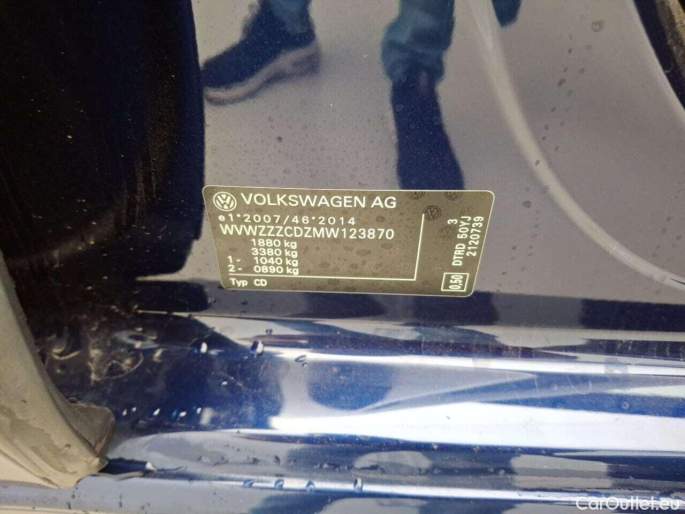 VOLKSWAGEN AG
e1*2007/46*2014
WVWZZZCDZMW123870
1880 kg
3380 kg
1 - 1040 kg
2 - 0890 kg
Typ CD
3
DTRD 50YJ
2120739
0,50
CarOutlet.eu